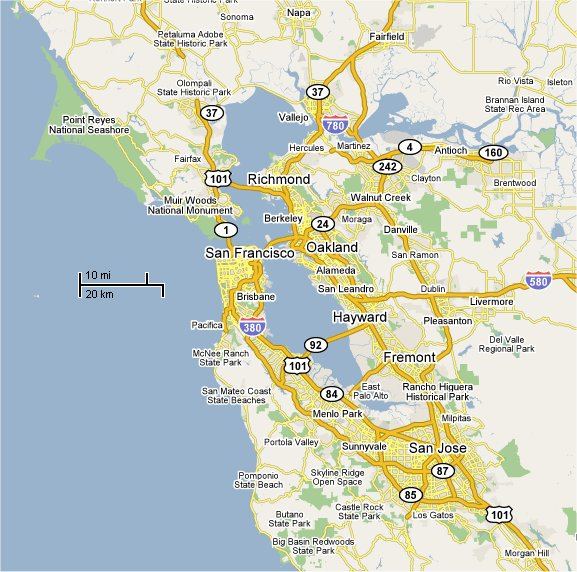 State Historic Park
Sonoma
Napa
Petaluma Adobe
State Historic Park
Fairfield
Olompali
State Historic Park
37
37
Rio Vista
Isleton
Brannan Island
State Rec Area
Point Reyes
National Seashore
Vallejo
780
Hercules
Martinez
4
Antioch
160
Fairfax
101
Richmond
242
Clayton
Brentwood
Muir Woods
National Monument
Walnut Creek
Berkeley
24
Moraga
1
Danville
San Francisco
Oakland
San Ramon
10 mi
20 km
Alameda
San Leandro
Dublin
580
Brisbane
Livermore
Pacifica
380
Hayward
Pleasanton
92
Del Valle
Regional Park
McNee Ranch
State Park
101
Fremont
San Mateo Coast
State Beaches
84
East
Palo Alto
Rancho Higuera
Historical Park
Menlo Park
Milpitas
Portola Valley
Sunnyvale
San Jose
Pomponio
State Beach
Skyline Ridge
Open Space
87
85
Butano
State Park
Castle Rock
State Park
Los Gatos
101
Big Basin Redwoods
State Park
Morgan Hill